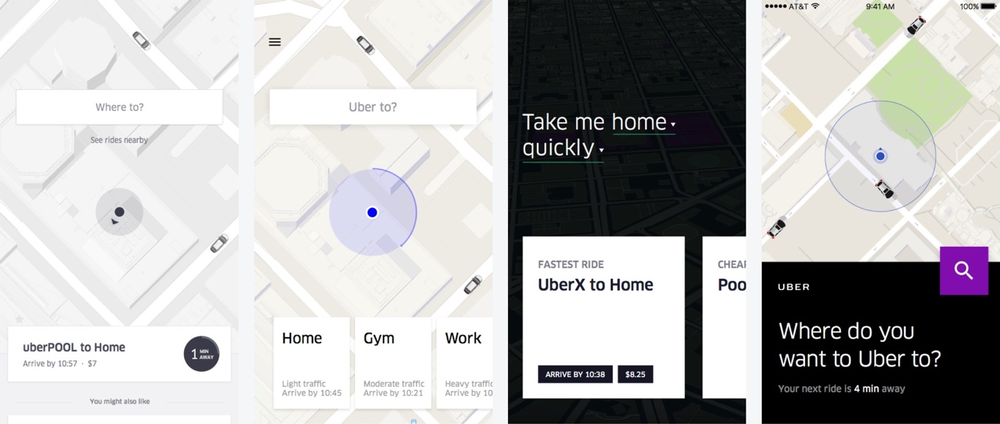 Where to?
See rides nearby
uberPOOL to Home
Arrive by 10:57 · $7
1 MIN
AWAY
You might also like
Uber to?
Home
Light traffic
Arrive by 10:45
Gym
Moderate traffic
Arrive by 10:21
Work
Heavy traffic
Arrive by 10
Take me home
quickly
FASTEST RIDE
UberX to Home
ARRIVE BY 10:38
$8.25
CHEAP
Poo
AT&T
9:41 AM
100%
UBER
Where do you
want to Uber to?
Your next ride is 4 min away